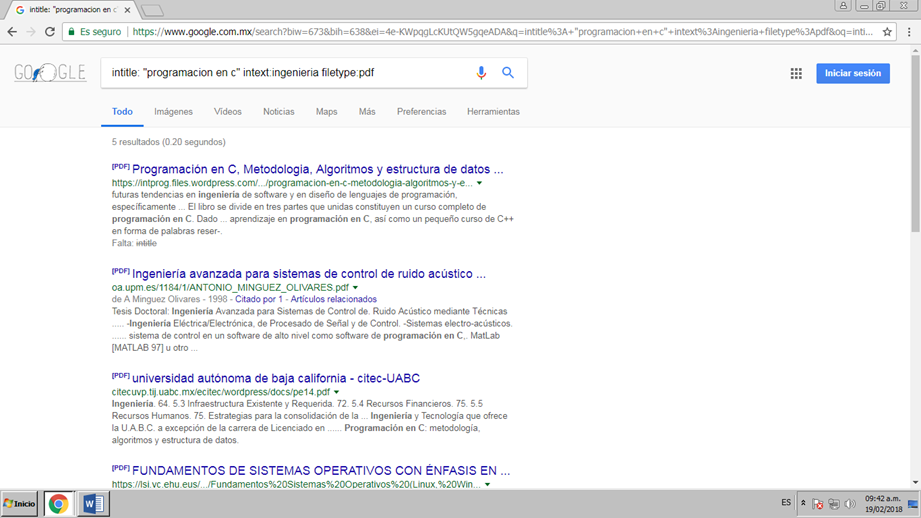 intitle: "programacion en c"
Es seguro
https://www.google.com.mx/search?biw=673&bih=638&ei=4e-KWpqgLcKUtQW5gqeADA&q=intitle%3A+"programacion+en+c"+intext%3Aingenieria+filetype%3Apdf&oq=inti...
GOOGLE
intitle: "programacion en c" intext:ingenieria filetype:pdf
Iniciar sesión
Todo Imágenes Vídeos Noticias Maps Más Preferencias Herramientas
5 resultados (0.20 segundos)
[PDF] Programación en C, Metodologia, Algoritmos y estructura de datos ...
https://intprog.files.wordpress.com/.../programacion-en-c-metodologia-algoritmos-y-e...
futuras tendencias en ingeniería de software y en diseño de lenguajes de programación,
específicamente ... El libro se divide en tres partes que unidas constituyen un curso completo de
programación en C. Dado ... aprendizaje en programación en C, así como un pequeño curso de C++
en forma de palabras reser-.
Falta: intitle
[PDF] Ingeniería avanzada para sistemas de control de ruido acústico ...
oa.upm.es/1184/1/ANTONIO_MINGUEZ_OLIVARES.pdf
de A Minguez Olivares - 1998 - Citado por 1 - Artículos relacionados
Tesis Doctoral: Ingeniería Avanzada para Sistemas de Control de. Ruido Acústico mediante Técnicas
..... -Ingeniería Eléctrica/Electrónica, de Procesado de Señal y de Control. -Sistemas electro-acústicos.
...... sistema de control en un software de alto nivel como software de programación en C,. MatLab
[MATLAB 97] u otro ...
[PDF] universidad autónoma de baja california - citec-UABC
citecuvp.tij.uabc.mx/ecitec/wordpress/docs/pe14.pdf
Ingeniería. 64. 5.3 Infraestructura Existente y Requerida. 72. 5.4 Recursos Financieros. 75. 5.5
Recursos Humanos. 75. Estrategias para la consolidación de la ... Ingeniería y Tecnología que ofrece
la U.A.B.C. a excepción de la carrera de Licenciado en ...... Programación en C: metodología,
algoritmos y estructura de datos.
[PDF] FUNDAMENTOS DE SISTEMAS OPERATIVOS CON ÉNFASIS EN ...
https://lsi.vc.ehu.eus/.../Fundamentos%20Sistemas%20Operativos%20(Linux,%20Win...
Inicio
ES
09:42 a.m.
19/02/2018